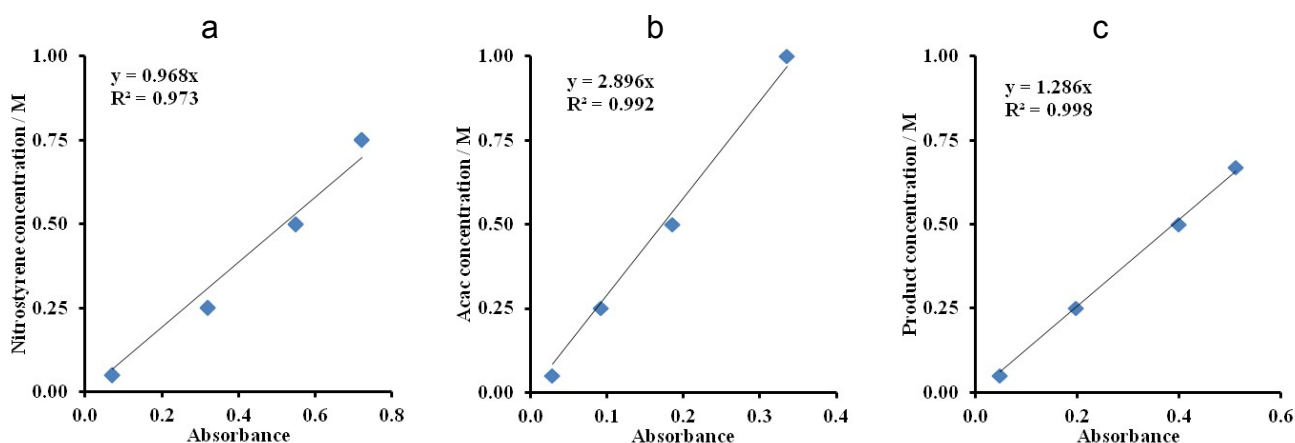 a
1.00
0.75
0.50
0.25
0.00
Nitrostyrene concentration / M
y = 0.968x
R² = 0.973
0.0 0.2 0.4 0.6 0.8
Absorbance
b
1.00
0.75
0.50
0.25
0.00
Acac concentration / M
y = 2.896x
R² = 0.992
0.0 0.1 0.2 0.3 0.4
Absorbance
c
1.00
0.75
0.50
0.25
0.00
Product concentration / M
y = 1.286x
R² = 0.998
0.0 0.2 0.4 0.6
Absorbance